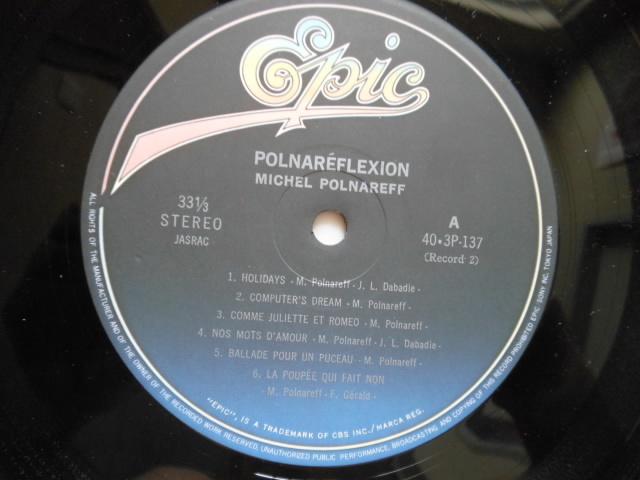 Epic
POLNARÉFLEXION
MICHEL POLNAREFF
33⅓
STEREO
JASRAC
A
40•3P-137
(Record 2)
1. HOLIDAYS - M. Polnareff - J. L. Dabadie -
2. COMPUTER'S DREAM - M. Polnareff -
3. COMME JULIETTE ET ROMEO - M. Polnareff -
4. NOS MOTS D'AMOUR - M. Polnareff - J. L. Dabadie -
5. BALLADE POUR UN PUCEAU - M. Polnareff -
6. LA POUPÉE QUI FAIT NON
- M. Polnareff - F. Gérald -
"EPIC", IS A TRADEMARK OF CBS INC./MARCA REG.
ALL RIGHTS OF THE MANUFACTURER AND OF THE OWNER OF THE RECORDED WORK RESERVED. UNAUTHORIZED PUBLIC PERFORMANCE, BROADCASTING AND COPYING OF THIS RECORD PROHIBITED EPIC SONY INC. TOKYO JAPAN